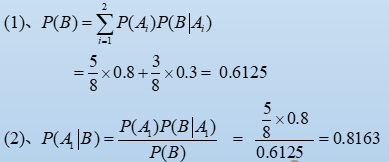 (1)、P(B) = ∑_{i=1}^{2} P(A_i)P(B|A_i)
= 5/8 ×0.8 + 3/8 ×0.3 = 0.6125
(2)、P(A_1|B) = P(A_1)P(B|A_1) / P(B) = (5/8 ×0.8) / 0.6125 = 0.8163